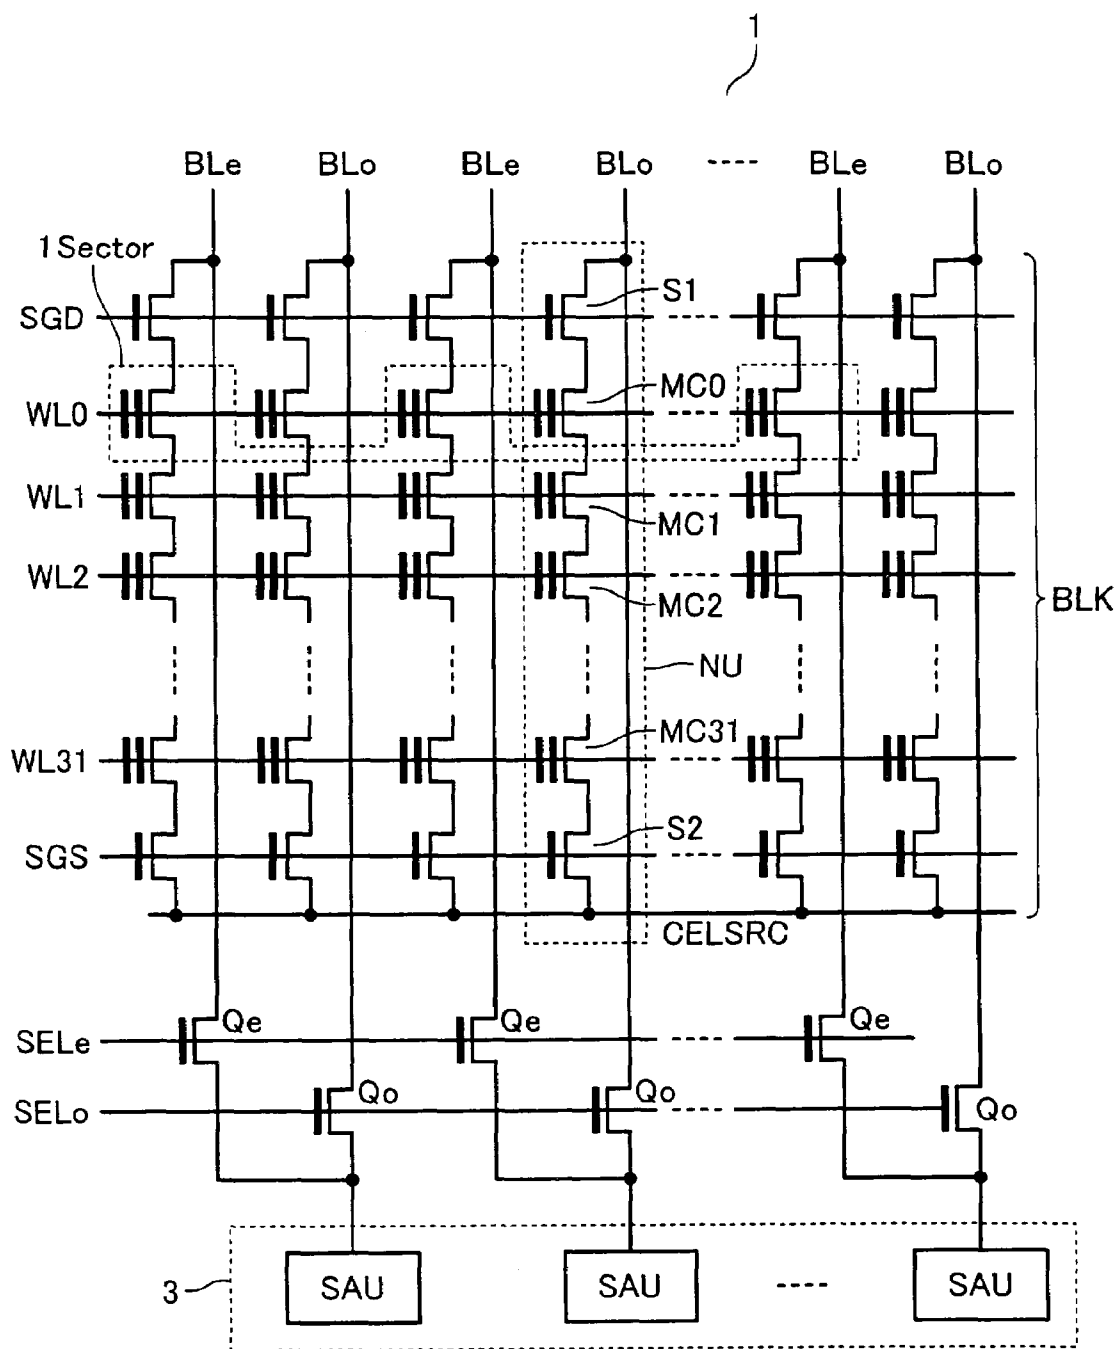 1
BLe BLo BLe BLo BLe BLo
1Sector
S1
SGD
MC0
WL0
WL1
MC1
WL2
MC2
BLK
NU
MC31
WL31
S2
SGS
CELSRC
Qe Qe Qe
SELe
Qo Qo Qo
SELo
3
SAU SAU SAU